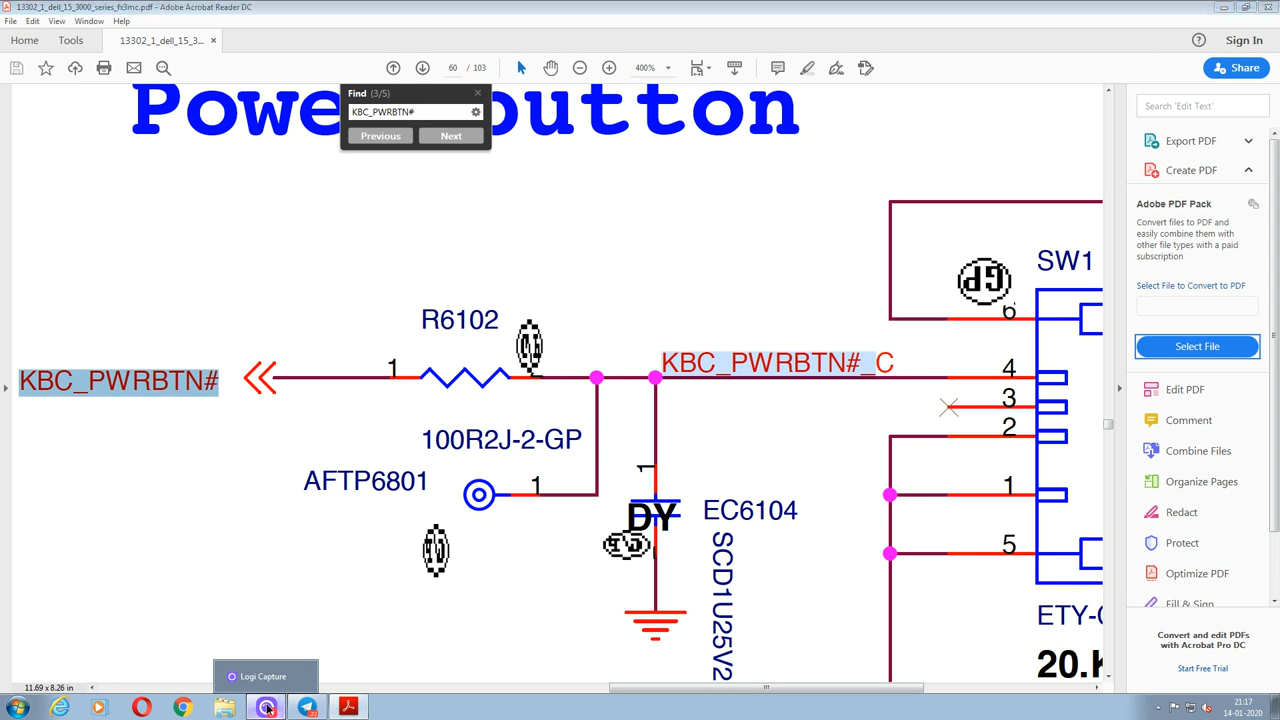 13302_1_dell_15_3000_series_fx3mc.pdf - Adobe Acrobat Reader DC
File Edit View Window Help
Home Tools 13302_1_dell_15_3... × Sign In
60 / 103 400% Share
Power button
Find (3/5)
KBC_PWRBTN#
Previous Next
Search 'Edit Text'
Export PDF
Create PDF
Adobe PDF Pack
Convert files to PDF and
easily combine them with
other file types with a paid
subscription
Select File to Convert to PDF
Select File
Edit PDF
Comment
Combine Files
Organize Pages
Redact
Protect
Optimize PDF
Fill & Sign
Convert and edit PDFs
with Acrobat Pro DC
Start Free Trial
SW1
6
R6102
KBC_PWRBTN#
1
KBC_PWRBTN#_C
4
3
2
100R2J-2-GP
AFTP6801
1
1
1
DY
EC6104
SCD1U25V2
5
ETY-
20.K
11.69 x 8.26 in
Logi Capture
21:17
14-01-2020